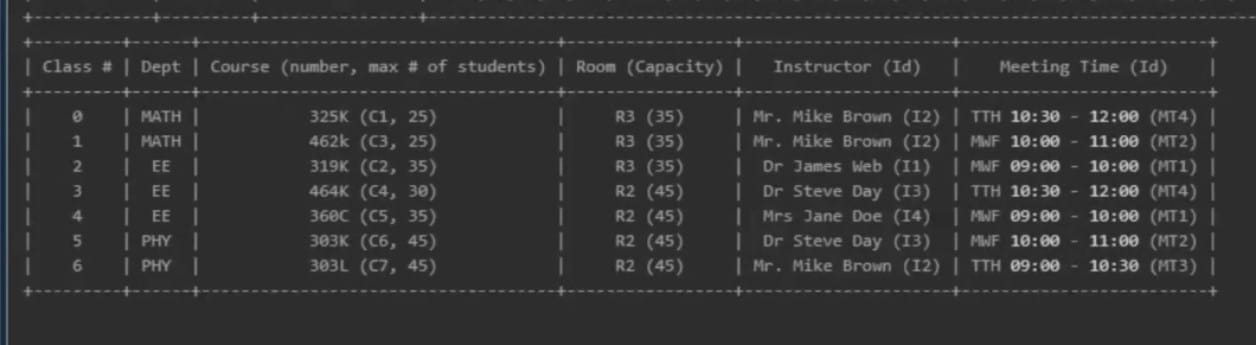 | Class # | Dept | Course (number, max # of students) | Room (Capacity) | Instructor (Id) | Meeting Time (Id) |
| 0 | MATH | 325K (C1, 25) | R3 (35) | Mr. Mike Brown (I2) | TTH 10:30 - 12:00 (MT4) |
| 1 | MATH | 462k (C3, 25) | R3 (35) | Mr. Mike Brown (I2) | MWF 10:00 - 11:00 (MT2) |
| 2 | EE | 319K (C2, 35) | R3 (35) | Dr James Web (I1) | MWF 09:00 - 10:00 (MT1) |
| 3 | EE | 464K (C4, 30) | R2 (45) | Dr Steve Day (I3) | TTH 10:30 - 12:00 (MT4) |
| 4 | EE | 360C (C5, 35) | R2 (45) | Mrs Jane Doe (I4) | MWF 09:00 - 10:00 (MT1) |
| 5 | PHY | 303K (C6, 45) | R2 (45) | Dr Steve Day (I3) | MWF 10:00 - 11:00 (MT2) |
| 6 | PHY | 303L (C7, 45) | R2 (45) | Mr. Mike Brown (I2) | TTH 09:00 - 10:30 (MT3) |